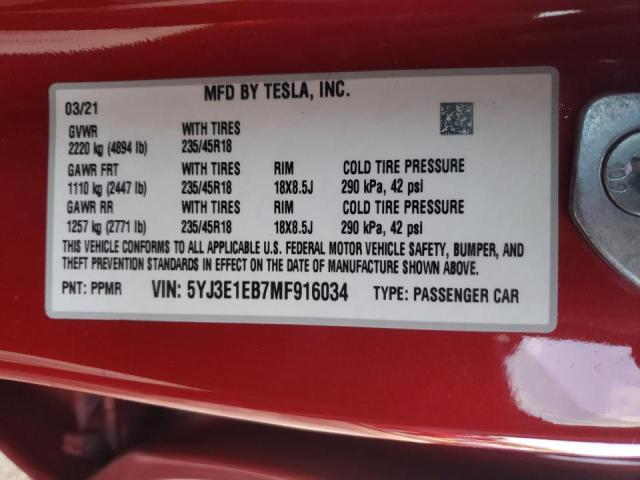 MFD BY TESLA, INC.
03/21
GVWR WITH TIRES
2220 kg (4894 lb) 235/45R18
GAWR FRT WITH TIRES RIM COLD TIRE PRESSURE
1110 kg (2447 lb) 235/45R18 18X8.5J 290 kPa, 42 psi
GAWR RR WITH TIRES RIM COLD TIRE PRESSURE
1257 kg (2771 lb) 235/45R18 18X8.5J 290 kPa, 42 psi
THIS VEHICLE CONFORMS TO ALL APPLICABLE U.S. FEDERAL MOTOR VEHICLE SAFETY, BUMPER, AND
THEFT PREVENTION STANDARDS IN EFFECT ON THE DATE OF MANUFACTURE SHOWN ABOVE.
PNT: PPMR VIN: 5YJ3E1EB7MF916034 TYPE: PASSENGER CAR